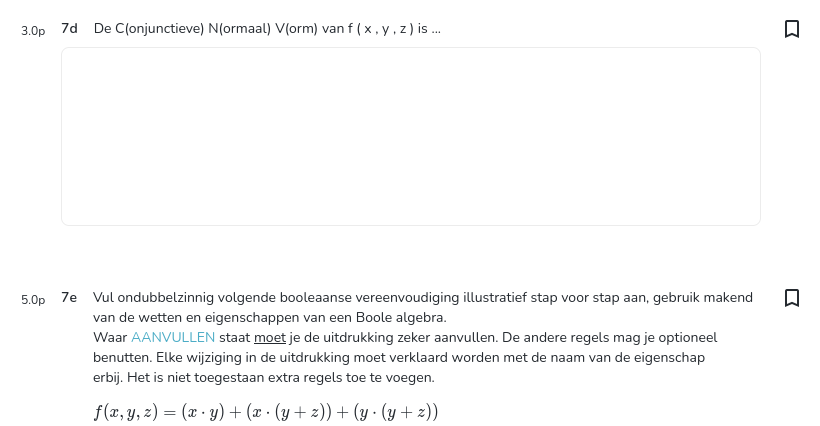 3.0p 7d De C(onjunctieve) N(ormaal) V(orm) van f ( x , y , z ) is ...
5.0p 7e Vul ondubbelzinnig volgende booleaanse vereenvoudiging illustratief stap voor stap aan, gebruik makend
van de wetten en eigenschappen van een Boole algebra.
Waar AANVULLEN staat moet je de uitdrukking zeker aanvullen. De andere regels mag je optioneel
benutten. Elke wijziging in de uitdrukking moet verklaard worden met de naam van de eigenschap
erbij. Het is niet toegestaan extra regels toe te voegen.
f(x, y, z) = (x · y) + (x · (y + z)) + (y · (y + z))